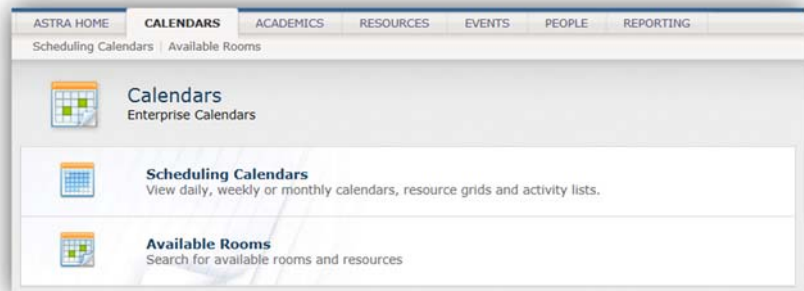 ASTRA HOME CALENDARS ACADEMICS RESOURCES EVENTS PEOPLE REPORTING
Scheduling Calendars | Available Rooms
Calendars
Enterprise Calendars
Scheduling Calendars
View daily, weekly or monthly calendars, resource grids and activity lists.
Available Rooms
Search for available rooms and resources